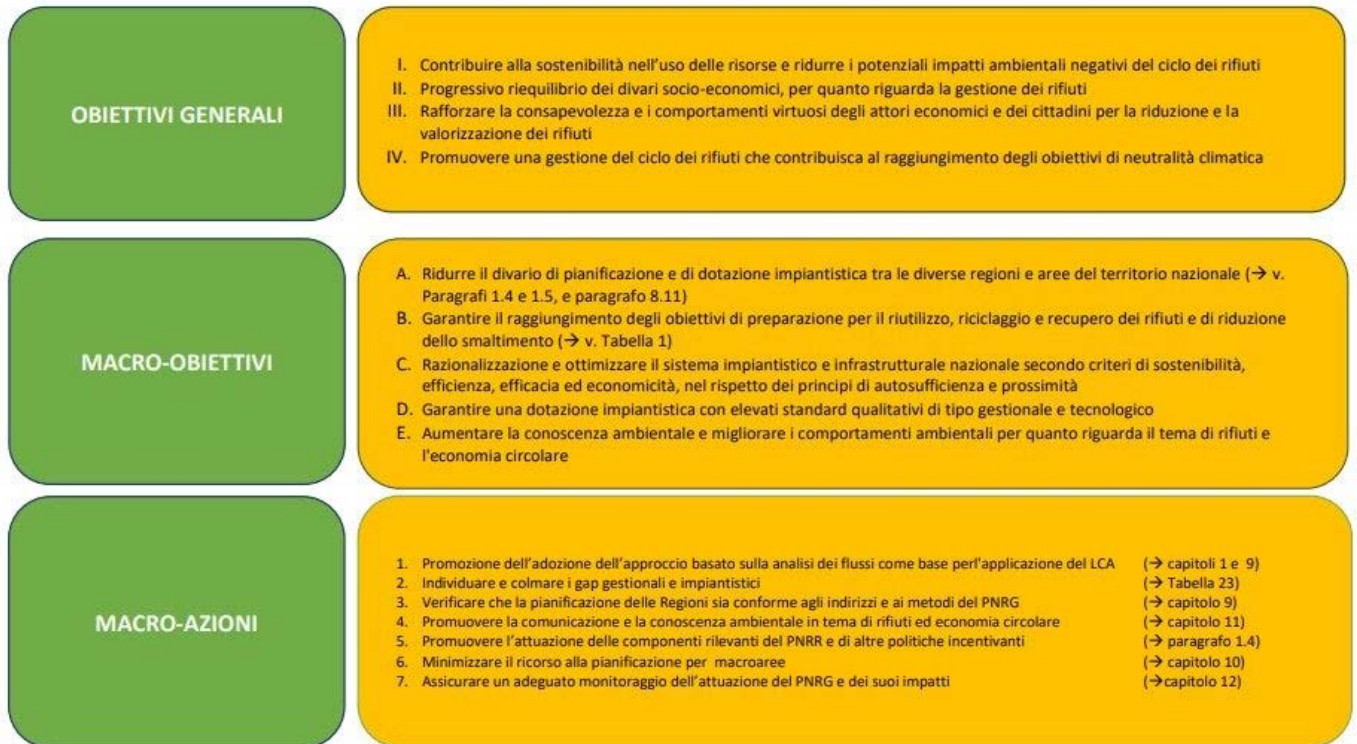 OBIETTIVI GENERALI
I. Contribuire alla sostenibilità nell'uso delle risorse e ridurre i potenziali impatti ambientali negativi del ciclo dei rifiuti
II. Progressivo riequilibrio dei divari socio-economici, per quanto riguarda la gestione dei rifiuti
III. Rafforzare la consapevolezza e i comportamenti virtuosi degli attori economici e dei cittadini per la riduzione e la
valorizzazione dei rifiuti
IV. Promuovere una gestione del ciclo dei rifiuti che contribuisca al raggiungimento degli obiettivi di neutralità climatica
MACRO-OBIETTIVI
A. Ridurre il divario di pianificazione e di dotazione impiantistica tra le diverse regioni e aree del territorio nazionale (→ v.
Paragrafi 1.4 e 1.5, e paragrafo 8.11)
B. Garantire il raggiungimento degli obiettivi di preparazione per il riutilizzo, riciclaggio e recupero dei rifiuti e di riduzione
dello smaltimento (→ v. Tabella 1)
C. Razionalizzazione e ottimizzare il sistema impiantistico e infrastrutturale nazionale secondo criteri di sostenibilità,
efficienza, efficacia ed economicità, nel rispetto dei principi di autosufficienza e prossimità
D. Garantire una dotazione impiantistica con elevati standard qualitativi di tipo gestionale e tecnologico
E. Aumentare la conoscenza ambientale e migliorare i comportamenti ambientali per quanto riguarda il tema di rifiuti e
l'economia circolare
MACRO-AZIONI
1. Promozione dell'adozione dell'approccio basato sulla analisi dei flussi come base perl'applicazione del LCA (→ capitoli 1 e 9)
2. Individuare e colmare i gap gestionali e impiantistici (→ Tabella 23)
3. Verificare che la pianificazione delle Regioni sia conforme agli indirizzi e ai metodi del PNRG (→ capitolo 9)
4. Promuovere la comunicazione e la conoscenza ambientale in tema di rifiuti ed economia circolare (→ capitolo 11)
5. Promuovere l'attuazione delle componenti rilevanti del PNRR e di altre politiche incentivanti (→ paragrafo 1.4)
6. Minimizzare il ricorso alla pianificazione per macroaree (→ capitolo 10)
7. Assicurare un adeguato monitoraggio dell'attuazione del PNRG e dei suoi impatti (→capitolo 12)